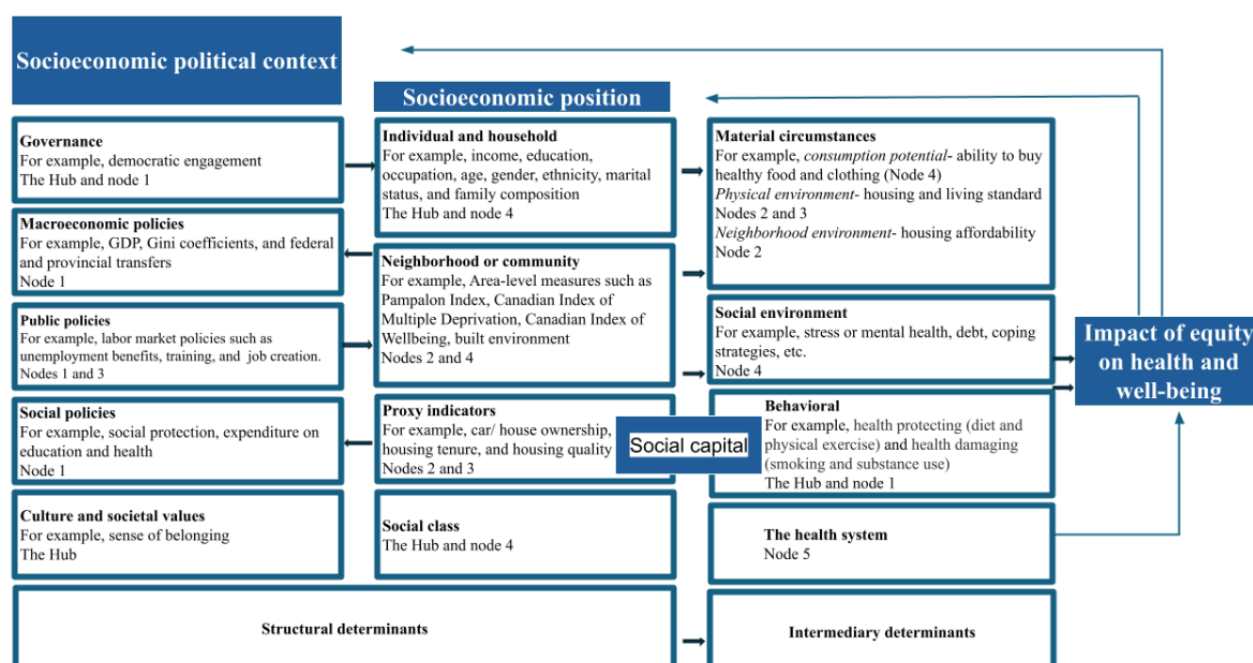 Socioeconomic political context
Governance
For example, democratic engagement
The Hub and node 1
Macroeconomic policies
For example, GDP, Gini coefficients, and federal
and provincial transfers
Node 1
Public policies
For example, labor market policies such as
unemployment benefits, training, and job creation.
Nodes 1 and 3
Social policies
For example, social protection, expenditure on
education and health
Node 1
Culture and societal values
For example, sense of belonging
The Hub
Socioeconomic position
Individual and household
For example, income, education,
occupation, age, gender, ethnicity, marital
status, and family composition
The Hub and node 4
Neighborhood or community
For example, Area-level measures such as
Pampalon Index, Canadian Index of
Multiple Deprivation, Canadian Index of
Wellbeing, built environment
Nodes 2 and 4
Proxy indicators
For example, car/ house ownership,
housing tenure, and housing quality
Nodes 2 and 3
Social class
The Hub and node 4
Social capital
Material circumstances
For example, consumption potential- ability to buy
healthy food and clothing (Node 4)
Physical environment- housing and living standard
Nodes 2 and 3
Neighborhood environment- housing affordability
Node 2
Social environment
For example, stress or mental health, debt, coping
strategies, etc.
Node 4
Behavioral
For example, health protecting (diet and
physical exercise) and health damaging
(smoking and substance use)
The Hub and node 1
The health system
Node 5
Impact of equity
on health and
well-being
Structural determinants
Intermediary determinants